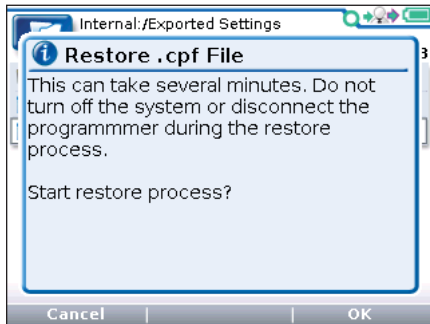 Internal:/Exported Settings
Restore .cpf File
3
This can take several minutes. Do not
turn off the system or disconnect the
programmmer during the restore
process.
Start restore process?
Cancel | | OK